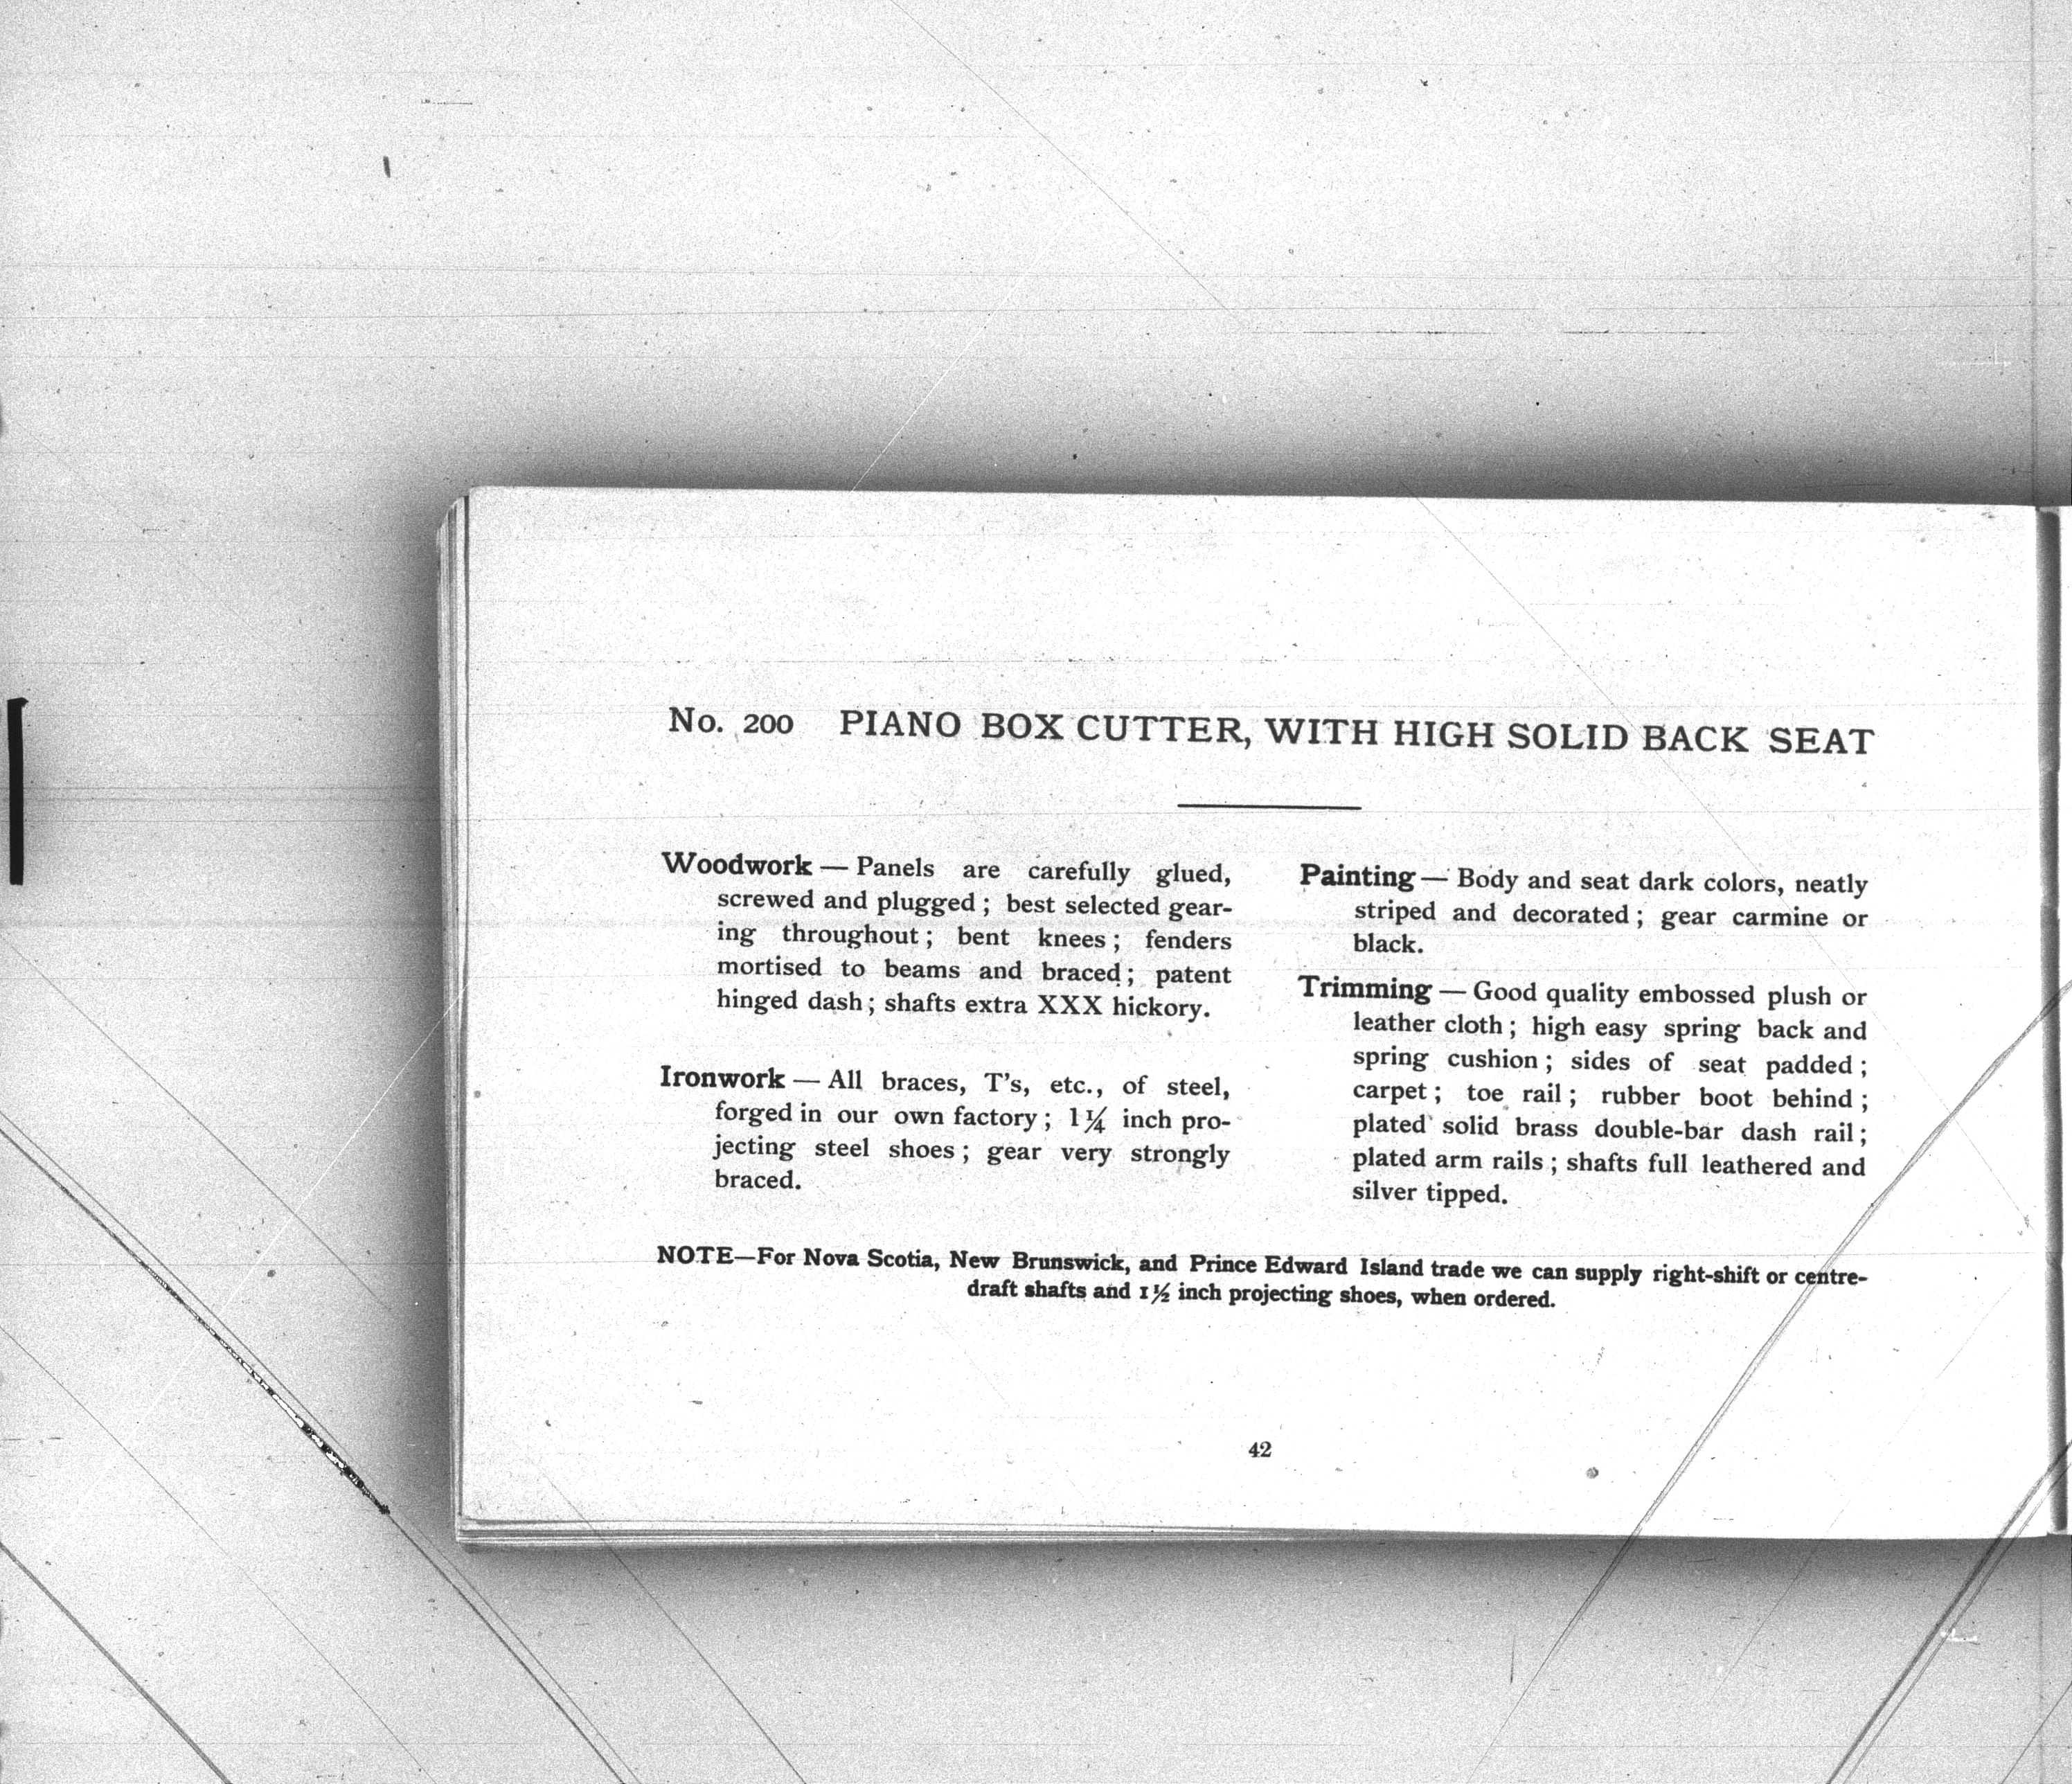 No. 200 PIANO BOX CUTTER, WITH HIGH SOLID BACK SEAT
Woodwork — Panels are carefully glued,
screwed and plugged ; best selected gear-
ing throughout ; bent knees ; fenders
mortised to beams and braced ; patent
hinged dash ; shafts extra XXX hickory.
Ironwork — All braces, T's, etc., of steel,
forged in our own factory ; 1¼ inch pro-
jecting steel shoes ; gear very strongly
braced.
Painting — Body and seat dark colors, neatly
striped and decorated ; gear carmine or
black.
Trimming — Good quality embossed plush or
leather cloth ; high easy spring back and
spring cushion ; sides of seat padded ;
carpet ; toe rail ; rubber boot behind ;
plated solid brass double-bar dash rail ;
plated arm rails ; shafts full leathered and
silver tipped.
NOTE—For Nova Scotia, New Brunswick, and Prince Edward Island trade we can supply right-shift or centre-
draft shafts and 1½ inch projecting shoes, when ordered.
42